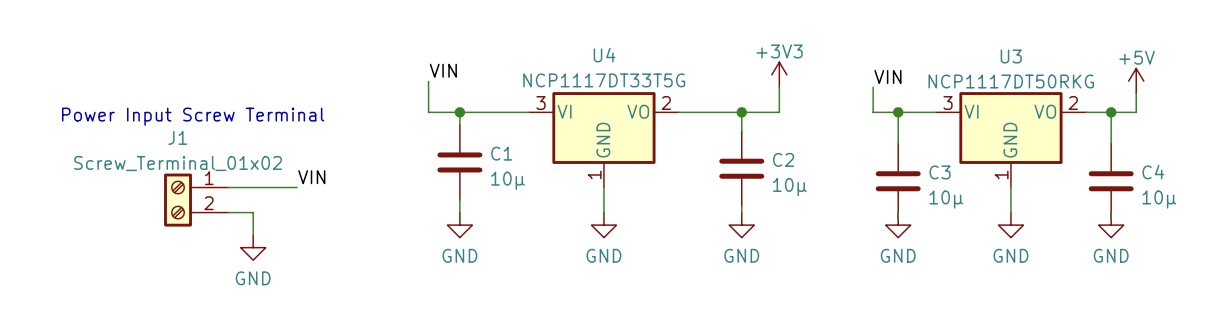 Power Input Screw Terminal
J1
Screw_Terminal_01x02
1
VIN
2
GND
VIN
U4
NCP1117DT33T5G
+3V3
3
VI
VO
2
GND
1
C1
10µ
C2
10µ
GND
GND
GND
VIN
U3
NCP1117DT50RKG
+5V
3
VI
VO
2
GND
1
C3
10µ
C4
10µ
GND
GND
GND